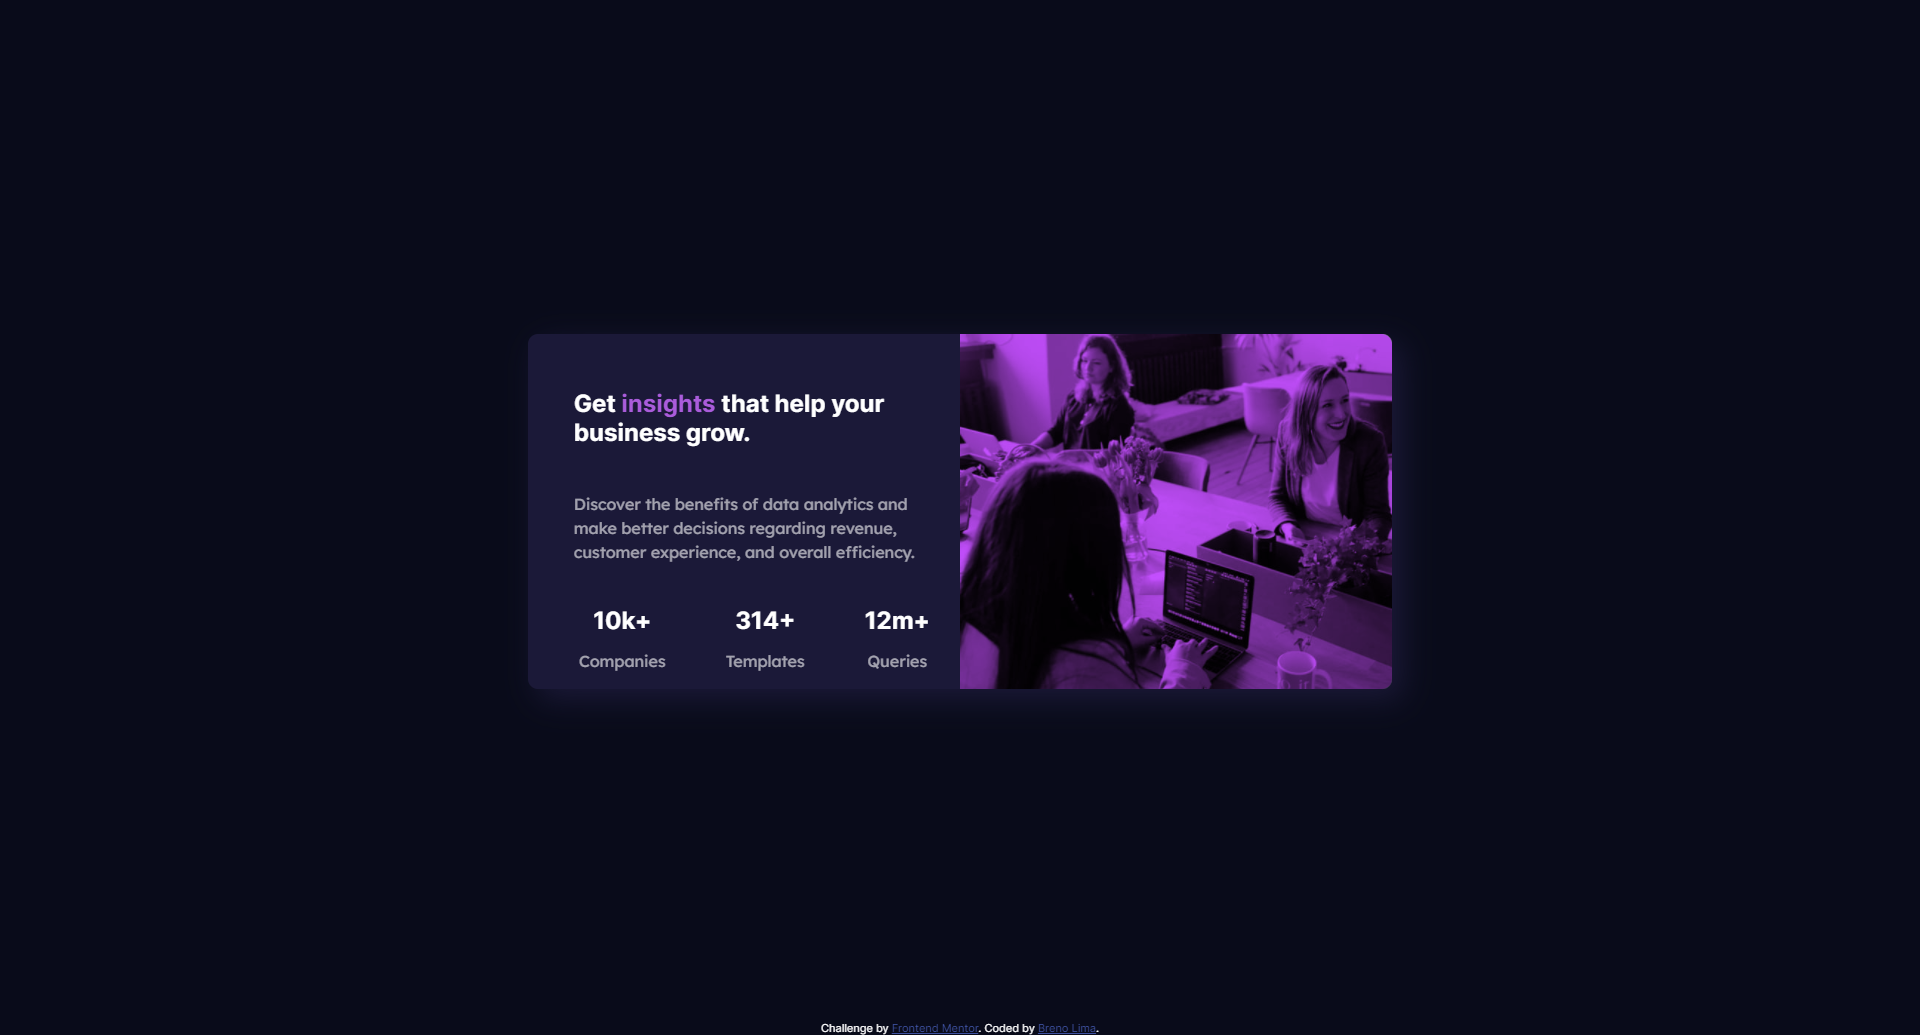 Get insights that help your
business grow.
Discover the benefits of data analytics and
make better decisions regarding revenue,
customer experience, and overall efficiency.
10k+ 314+ 12m+
Companies Templates Queries
Challenge by Frontend Mentor. Coded by Breno Lima.